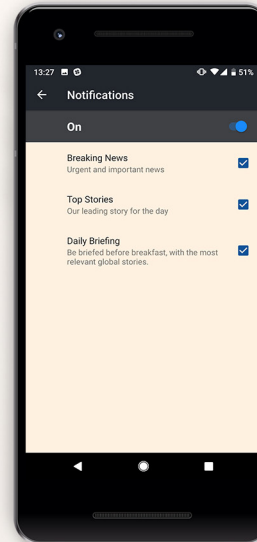 13:27 51%
Notifications
On
Breaking News
Urgent and important news
Top Stories
Our leading story for the day
Daily Briefing
Be briefed before breakfast, with the most
relevant global stories.